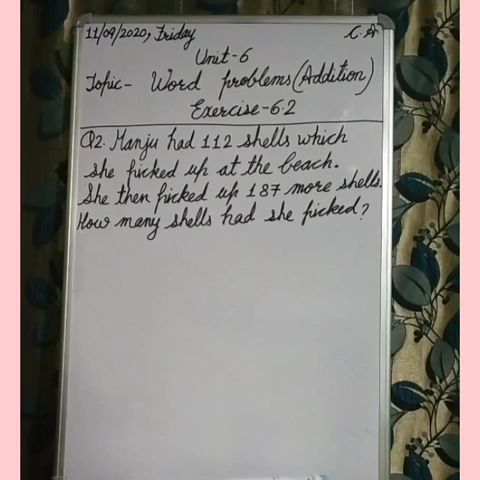 11/09/2020, Friday C.A
Unit-6
Topic- Word problems (Addition)
Exercise-6.2
Q2. Manju had 112 shells which
she picked up at the beach.
She then picked up 187 more shells.
How many shells had she picked?